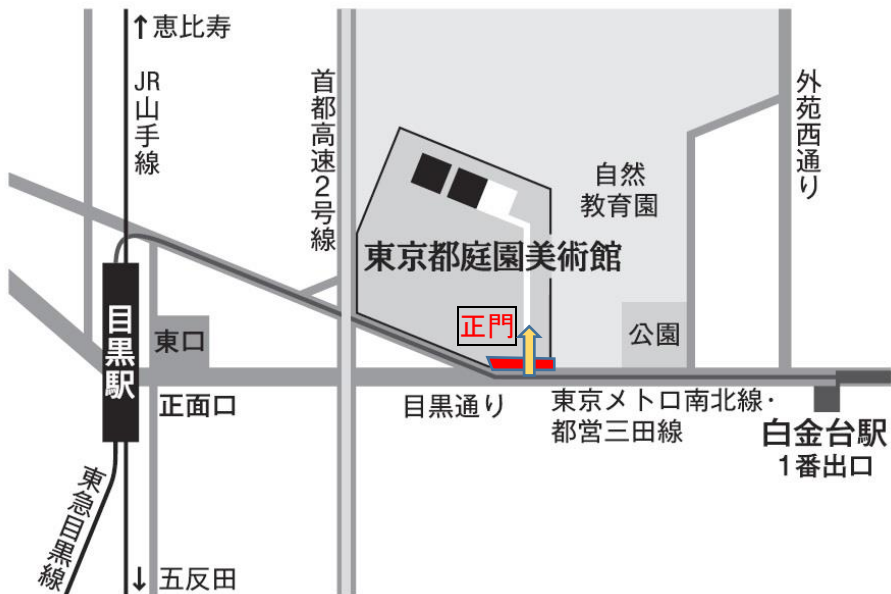 ↑恵比寿
JR山手線
首都高速2号線
外苑西通り
自然
教育園
東京都庭園美術館
正門
公園
目黒駅
東口
正面口
目黒通り
東京メトロ南北線・
都営三田線
白金台駅
1番出口
東急目黒線
↓五反田